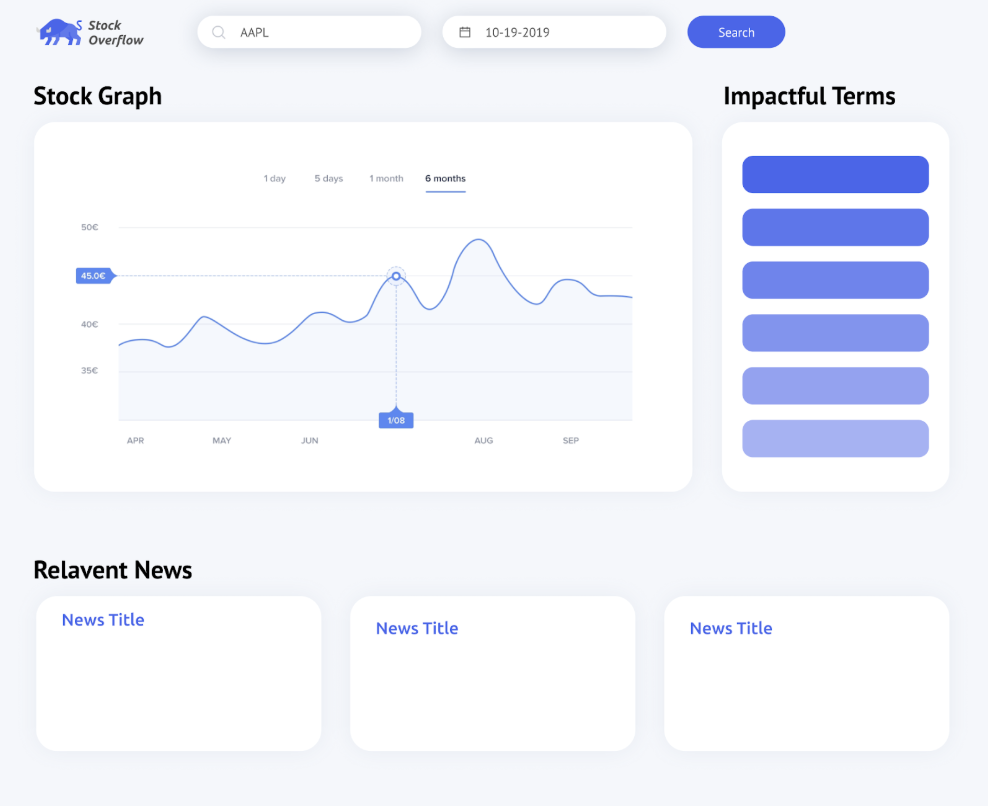 Stock
Overflow
AAPL
10-19-2019
Search
Stock Graph
Impactful Terms
1 day
5 days
1 month
6 months
50€
45.0€
40€
35€
1/08
APR
MAY
JUN
AUG
SEP
Relavent News
News Title
News Title
News Title